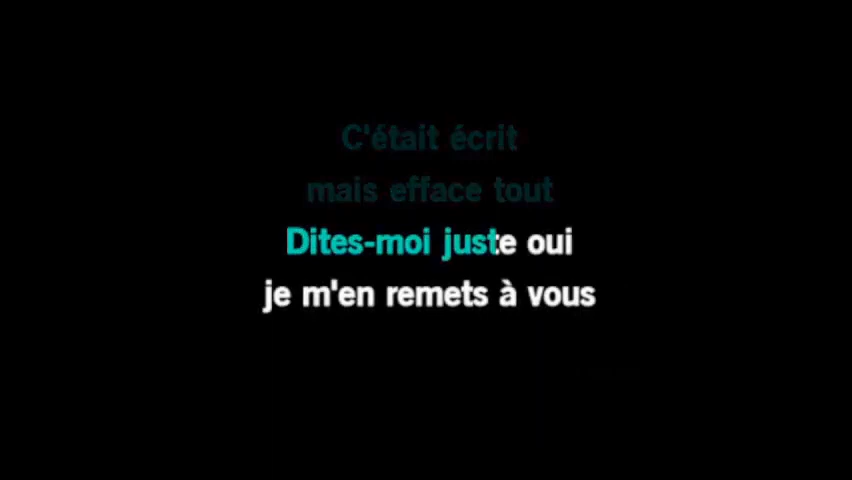 C'était écrit
mais efface tout
Dites-moi juste oui
je m'en remets à vous